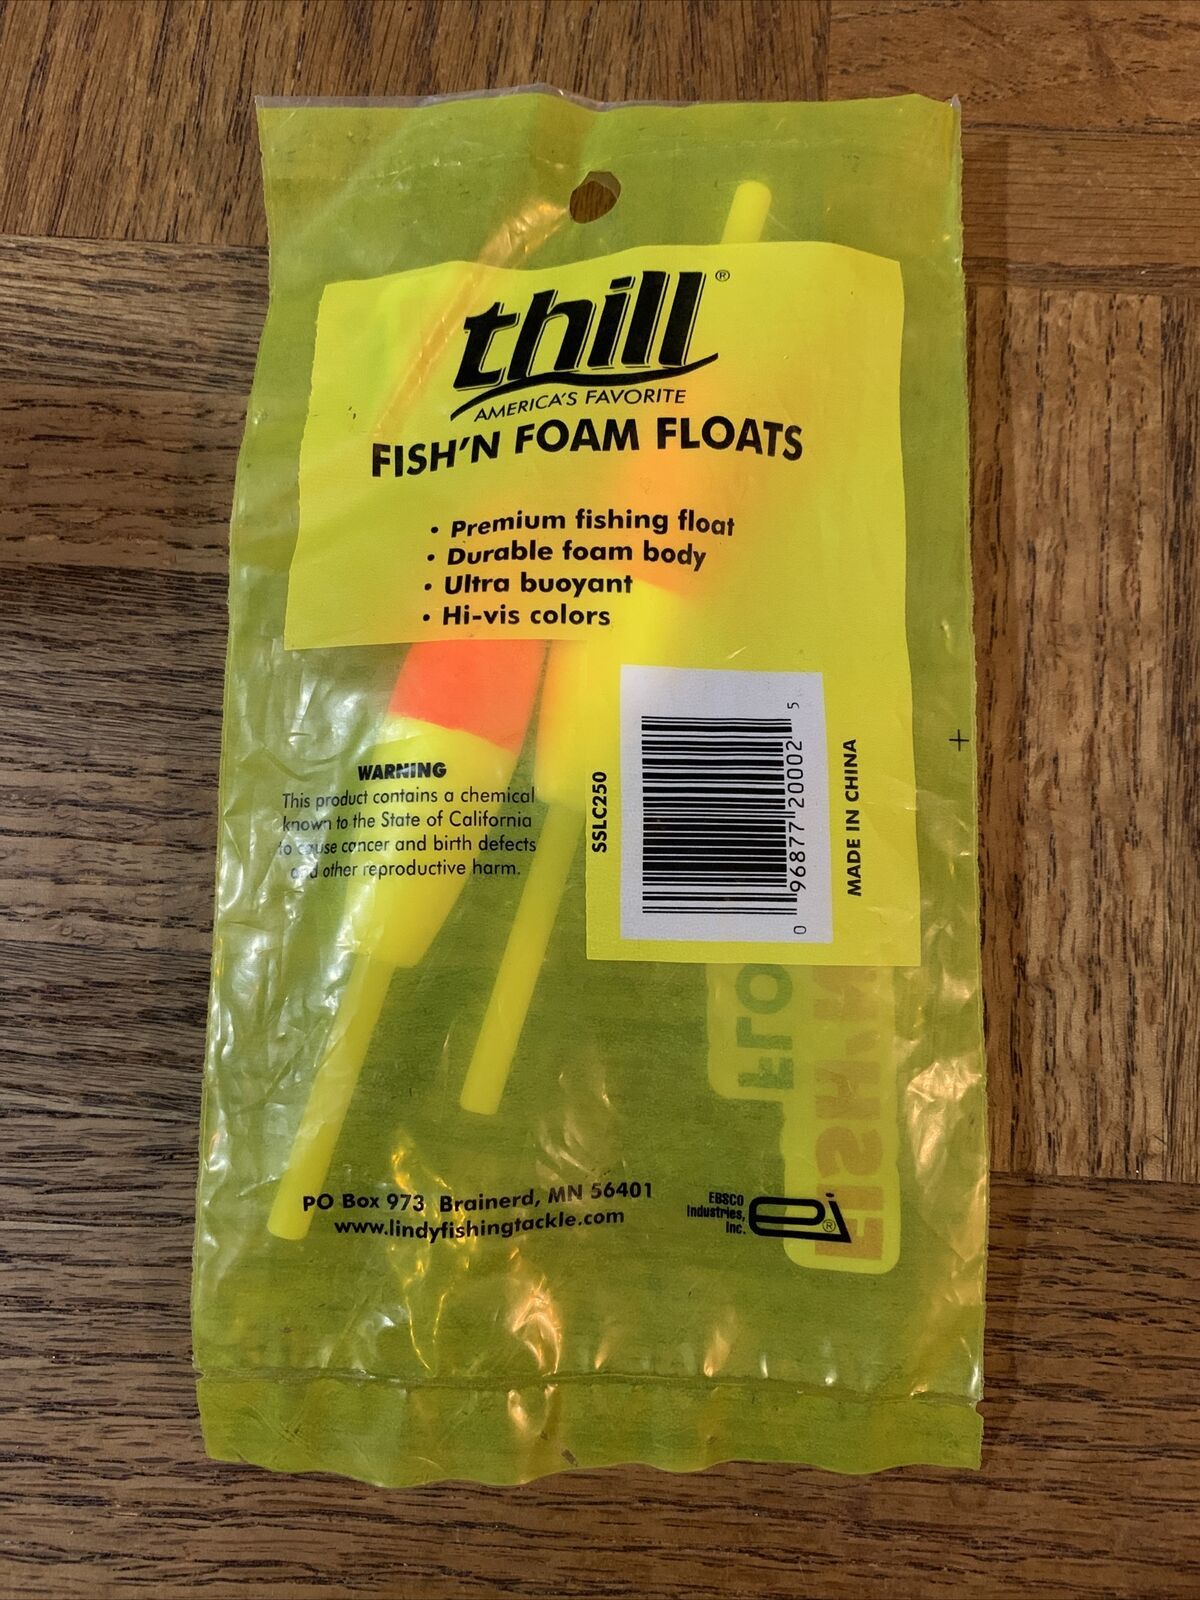 thill®
AMERICA'S FAVORITE
FISH'N FOAM FLOATS
• Premium fishing float
• Durable foam body
• Ultra buoyant
• Hi-vis colors
WARNING
This product contains a chemical
known to the State of California
to cause cancer and birth defects
and other reproductive harm.
SSLC250
0 96877 20002 5
MADE IN CHINA
FLO
FISH'N
PO Box 973 Brainerd, MN 56401
www.lindyfishingtackle.com
EBSCO
Industries,
Inc.
ei®